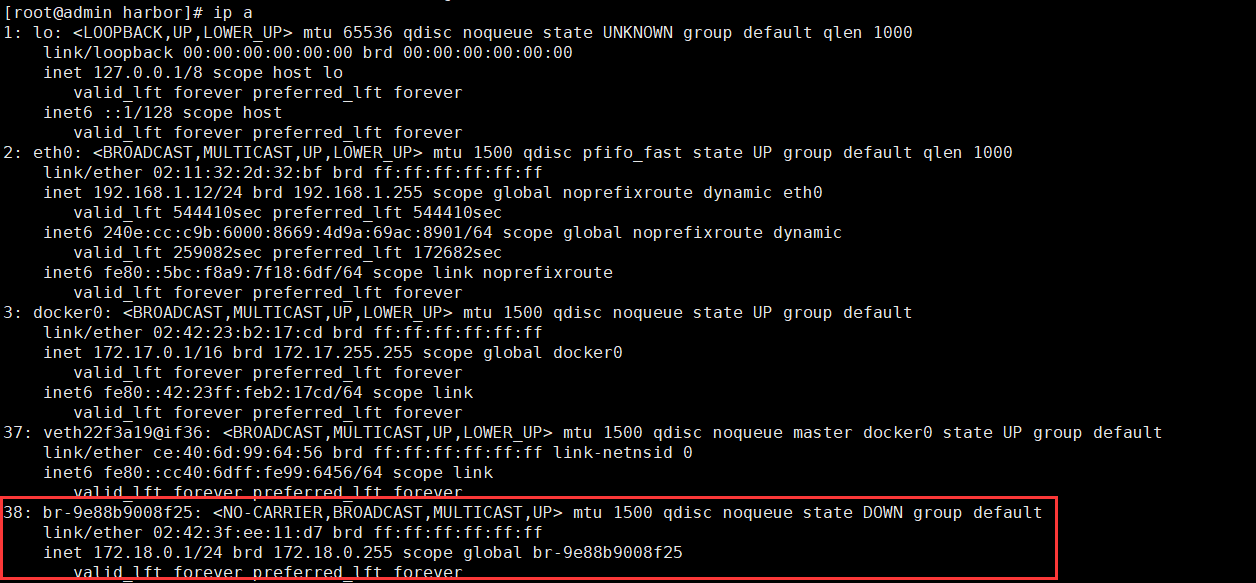 [root@admin harbor]# ip a
1: lo: <LOOPBACK,UP,LOWER_UP> mtu 65536 qdisc noqueue state UNKNOWN group default qlen 1000
    link/loopback 00:00:00:00:00:00 brd 00:00:00:00:00:00
    inet 127.0.0.1/8 scope host lo
       valid_lft forever preferred_lft forever
    inet6 ::1/128 scope host
       valid_lft forever preferred_lft forever
2: eth0: <BROADCAST,MULTICAST,UP,LOWER_UP> mtu 1500 qdisc pfifo_fast state UP group default qlen 1000
    link/ether 02:11:32:2d:32:bf brd ff:ff:ff:ff:ff:ff
    inet 192.168.1.12/24 brd 192.168.1.255 scope global noprefixroute dynamic eth0
       valid_lft 544410sec preferred_lft 544410sec
    inet6 240e:cc:c9b:6000:8669:4d9a:69ac:8901/64 scope global noprefixroute dynamic
       valid_lft 259082sec preferred_lft 172682sec
    inet6 fe80::5bc:f8a9:7f18:6df/64 scope link noprefixroute
       valid_lft forever preferred_lft forever
3: docker0: <BROADCAST,MULTICAST,UP,LOWER_UP> mtu 1500 qdisc noqueue state UP group default
    link/ether 02:42:23:b2:17:cd brd ff:ff:ff:ff:ff:ff
    inet 172.17.0.1/16 brd 172.17.255.255 scope global docker0
       valid_lft forever preferred_lft forever
    inet6 fe80::42:23ff:feb2:17cd/64 scope link
       valid_lft forever preferred_lft forever
37: veth22f3a19@if36: <BROADCAST,MULTICAST,UP,LOWER_UP> mtu 1500 qdisc noqueue master docker0 state UP group default
    link/ether ce:40:6d:99:64:56 brd ff:ff:ff:ff:ff:ff link-netnsid 0
    inet6 fe80::cc40:6dff:fe99:6456/64 scope link
       valid_lft forever preferred_lft forever
38: br-9e88b9008f25: <NO-CARRIER,BROADCAST,MULTICAST,UP> mtu 1500 qdisc noqueue state DOWN group default
    link/ether 02:42:3f:ee:11:d7 brd ff:ff:ff:ff:ff:ff
    inet 172.18.0.1/24 brd 172.18.0.255 scope global br-9e88b9008f25
       valid_lft forever preferred_lft forever